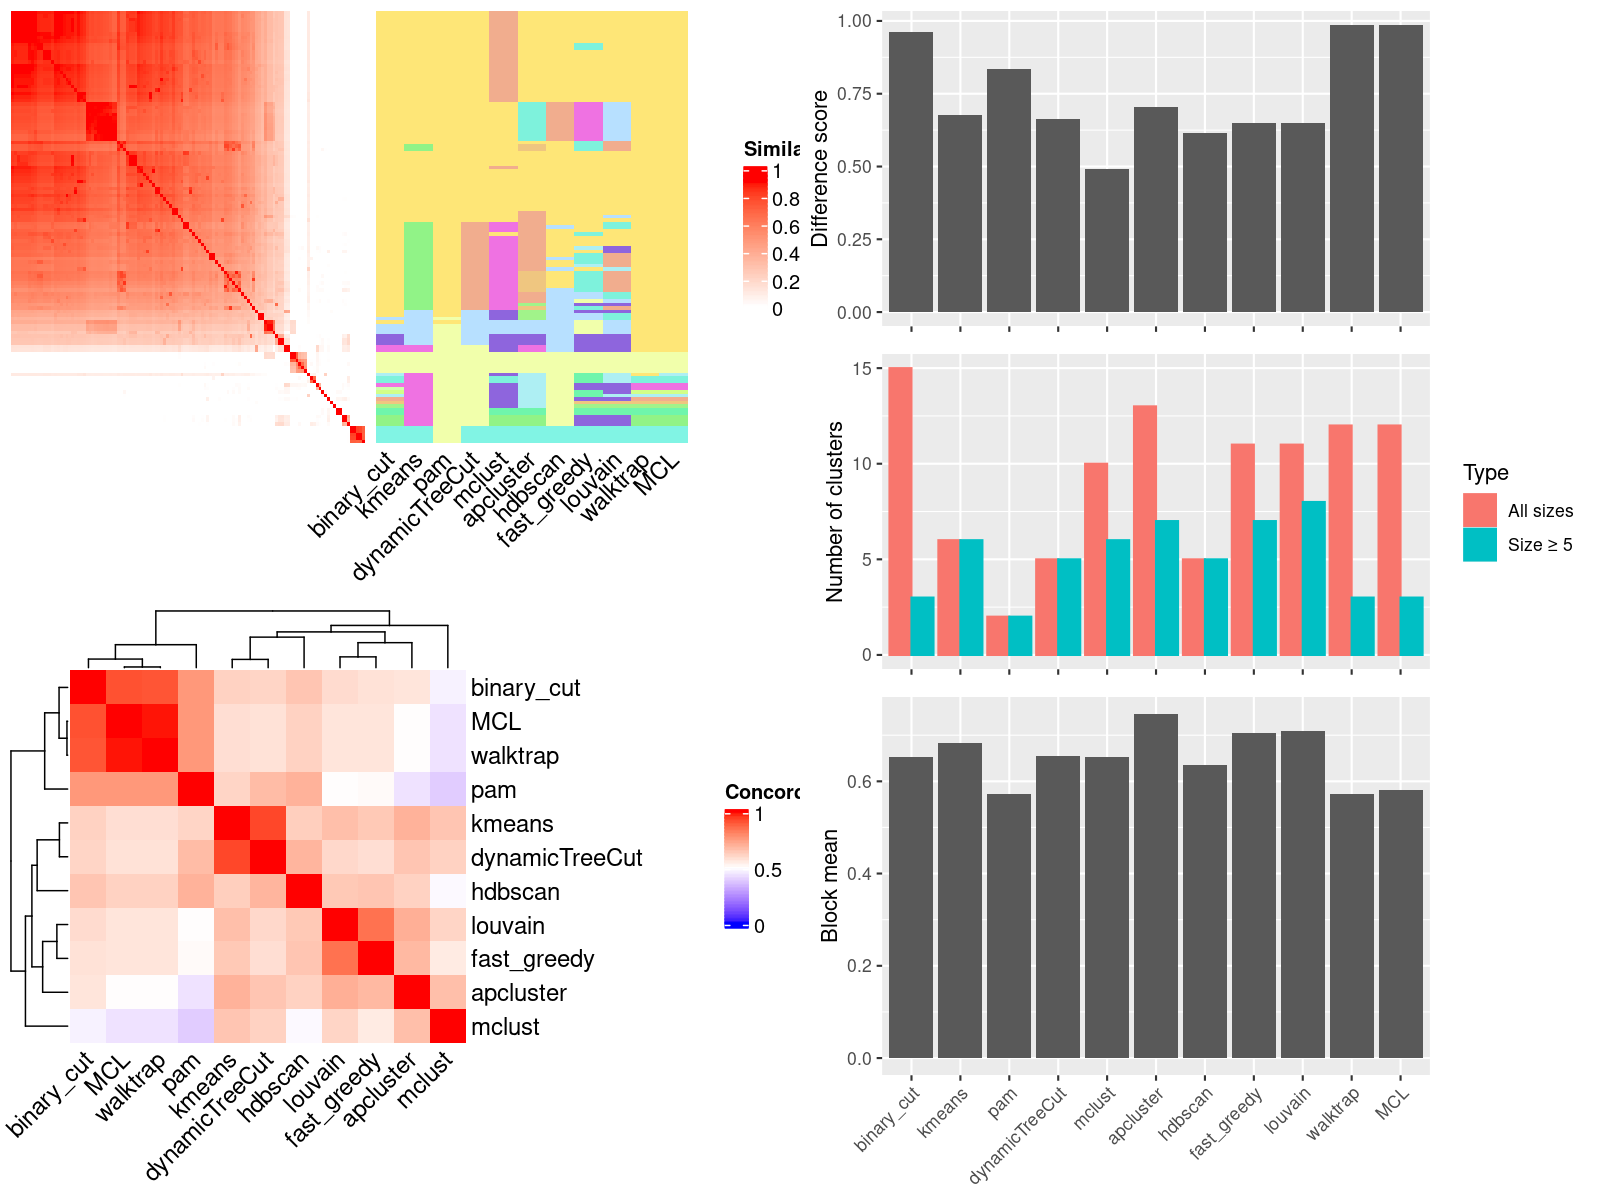 Simila
1
0.8
0.6
0.4
0.2
0
binary_cut
kmeans
pam
dynamicTreeCut
mclust
apcluster
hdbscan
fast_greedy
louvain
walktrap
MCL
Difference score
1.00
0.75
0.50
0.25
0.00
Number of clusters
15
10
5
0
Type
All sizes
Size ≥ 5
binary_cut
MCL
walktrap
pam
kmeans
dynamicTreeCut
hdbscan
louvain
fast_greedy
apcluster
mclust
binary_cut
MCL
walktrap
pam
kmeans
dynamicTreeCut
hdbscan
louvain
fast_greedy
apcluster
mclust
Concord
1
0.5
0
Block mean
0.6
0.4
0.2
0.0
binary_cut
kmeans
pam
dynamicTreeCut
mclust
apcluster
hdbscan
fast_greedy
louvain
walktrap
MCL